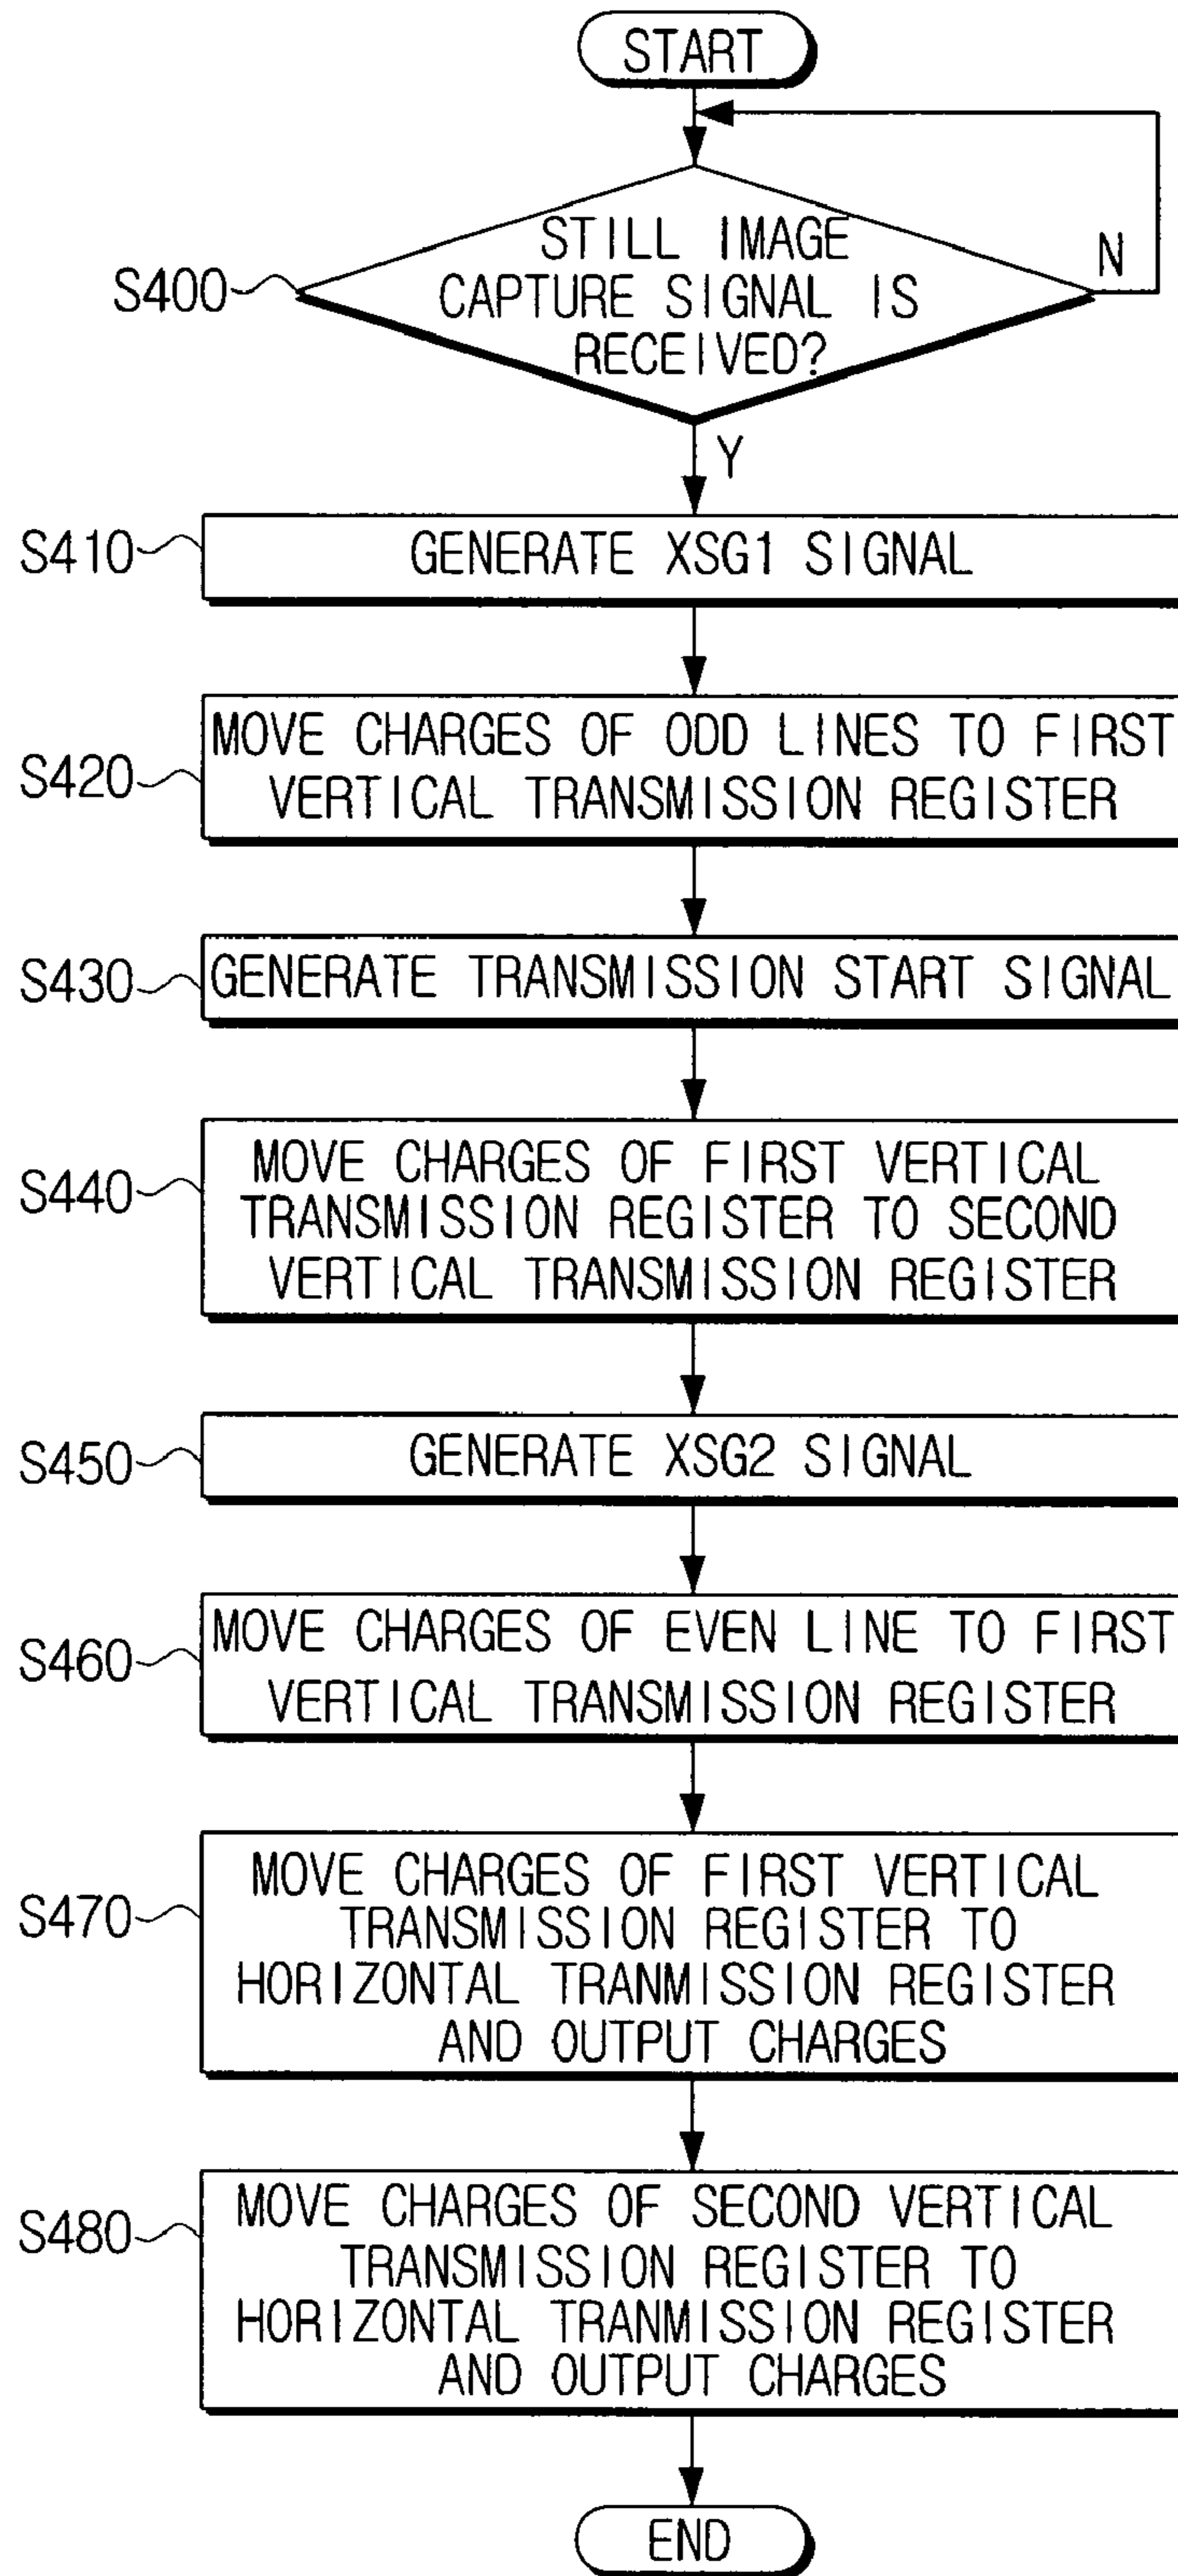 START
STILL IMAGE
CAPTURE SIGNAL IS
RECEIVED?
N
S400
Y
S410
GENERATE XSG1 SIGNAL
S420
MOVE CHARGES OF ODD LINES TO FIRST
VERTICAL TRANSMISSION REGISTER
S430
GENERATE TRANSMISSION START SIGNAL
S440
MOVE CHARGES OF FIRST VERTICAL
TRANSMISSION REGISTER TO SECOND
VERTICAL TRANSMISSION REGISTER
S450
GENERATE XSG2 SIGNAL
S460
MOVE CHARGES OF EVEN LINE TO FIRST
VERTICAL TRANSMISSION REGISTER
S470
MOVE CHARGES OF FIRST VERTICAL
TRANSMISSION REGISTER TO
HORIZONTAL TRANMISSION REGISTER
AND OUTPUT CHARGES
S480
MOVE CHARGES OF SECOND VERTICAL
TRANSMISSION REGISTER TO
HORIZONTAL TRANMISSION REGISTER
AND OUTPUT CHARGES
END